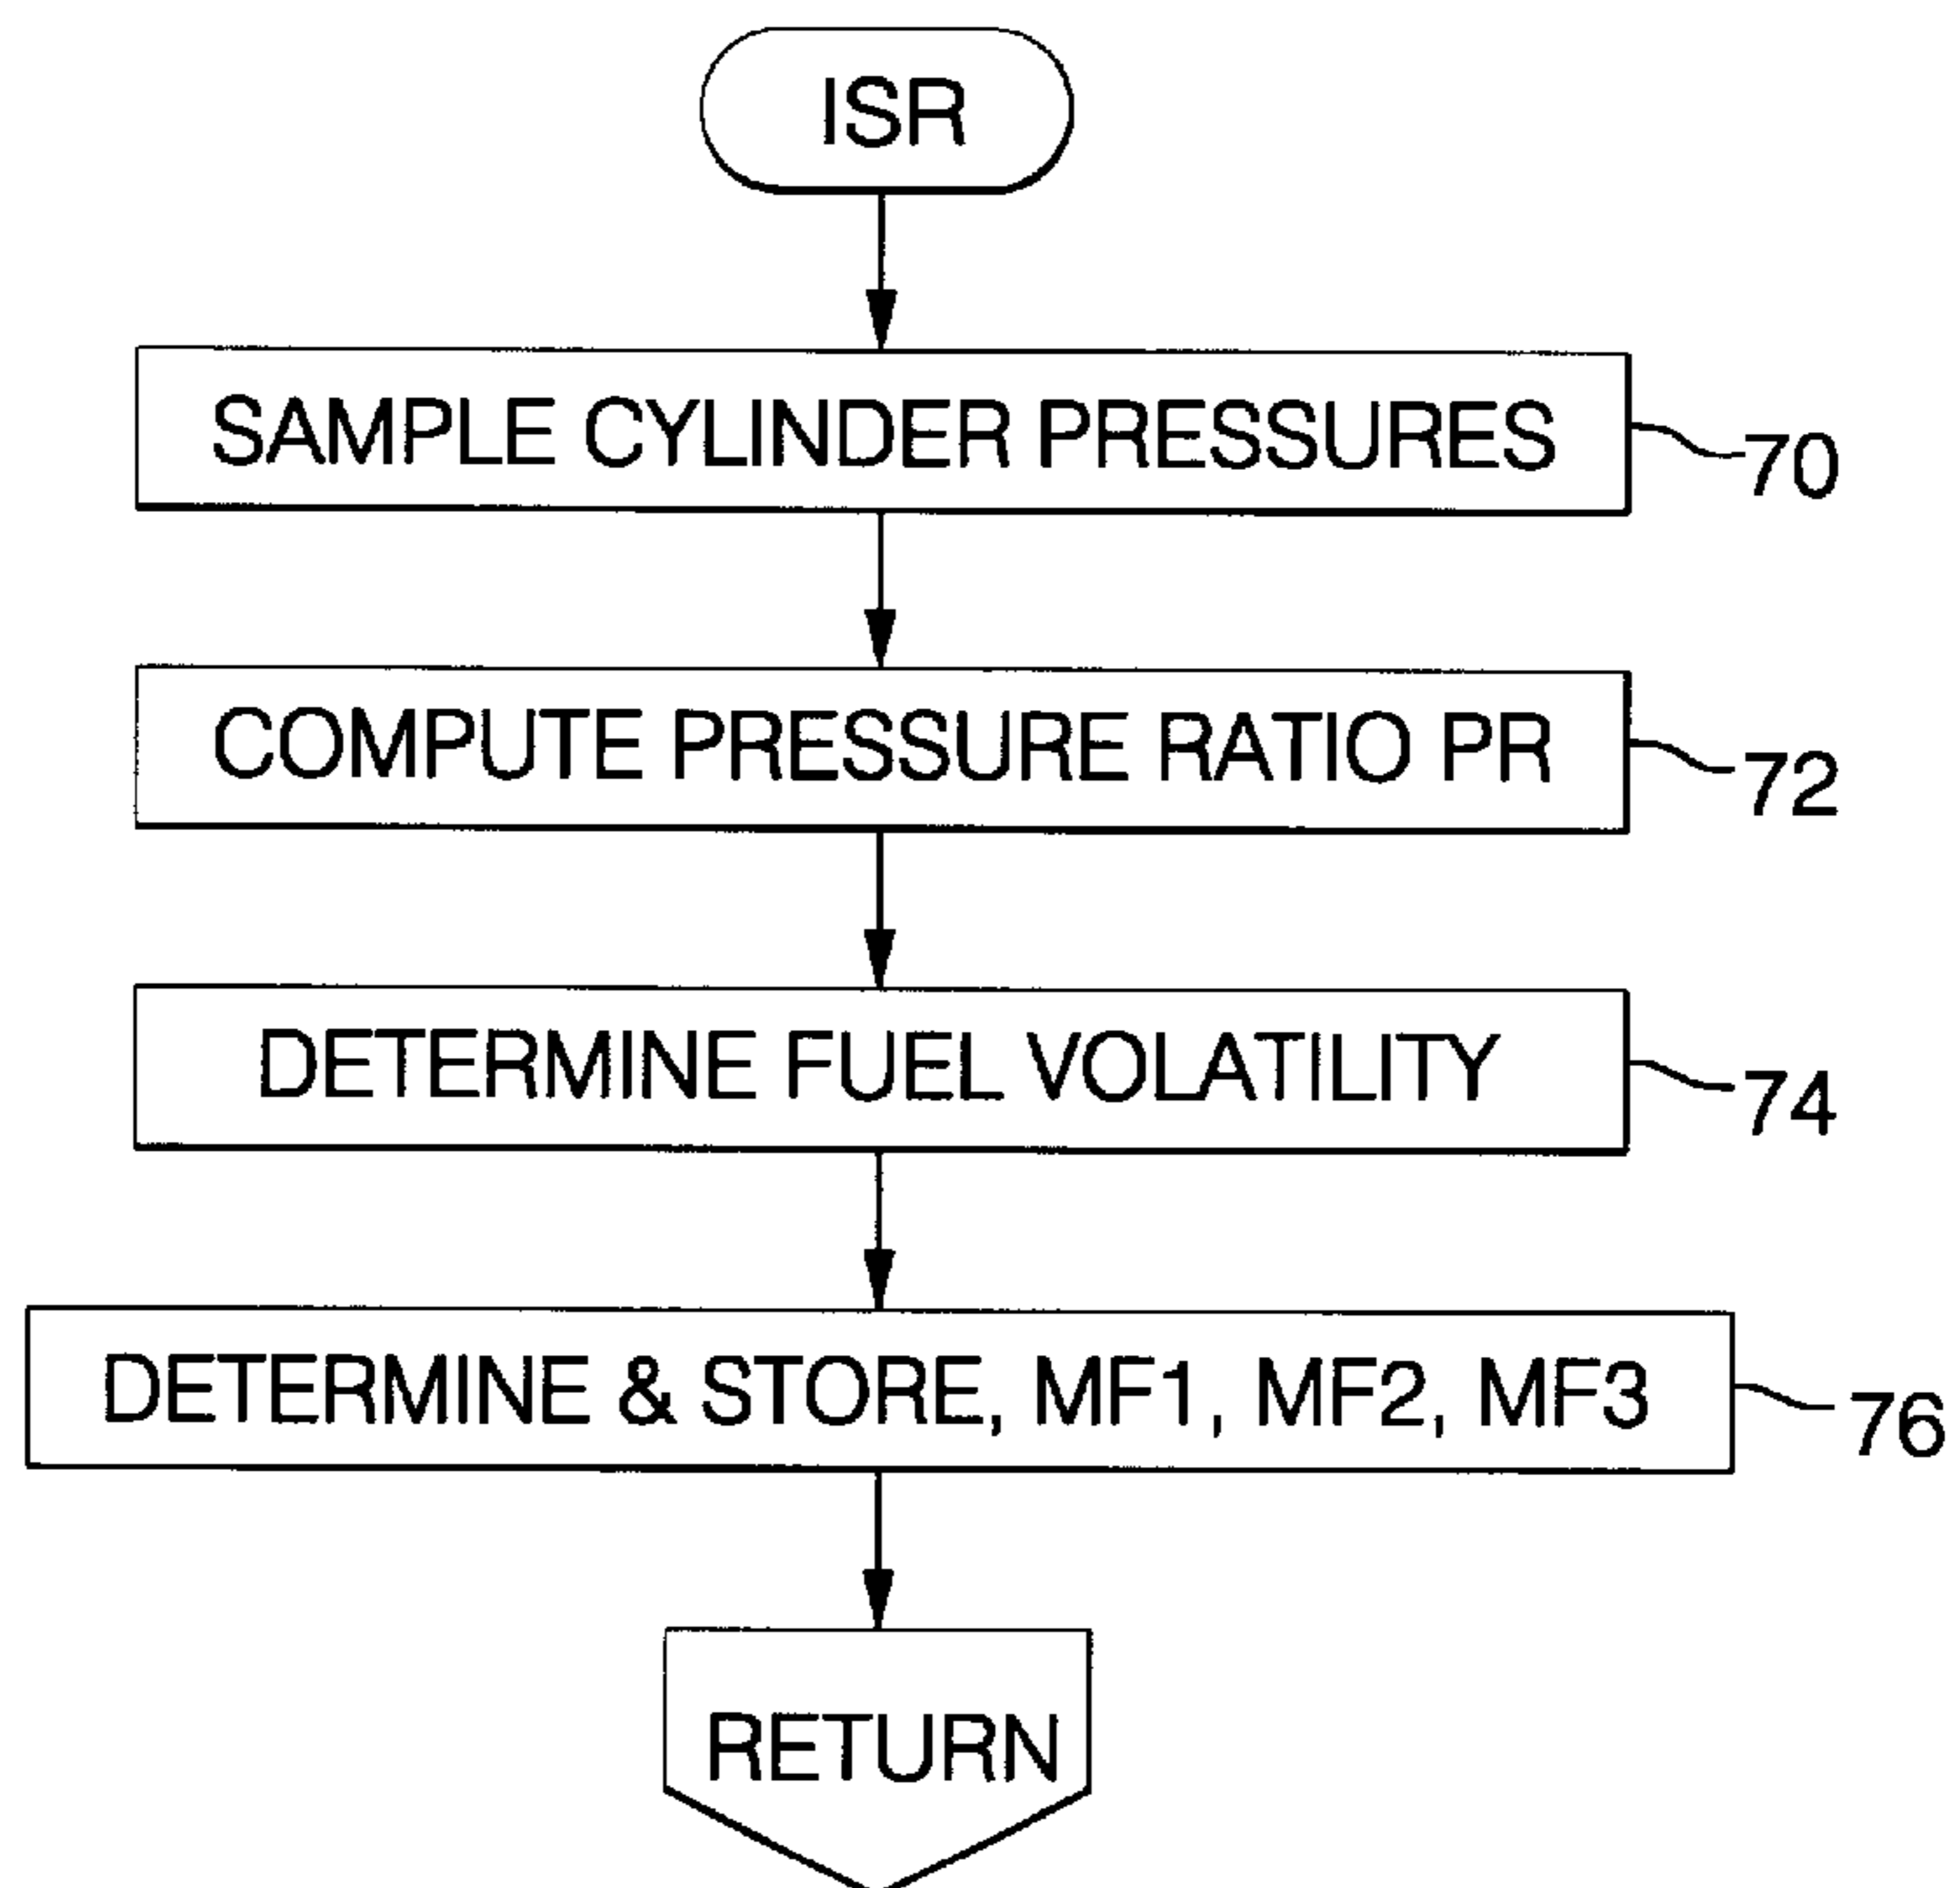 ISR
SAMPLE CYLINDER PRESSURES
70
COMPUTE PRESSURE RATIO PR
72
DETERMINE FUEL VOLATILITY
74
DETERMINE & STORE, MF1, MF2, MF3
76
RETURN